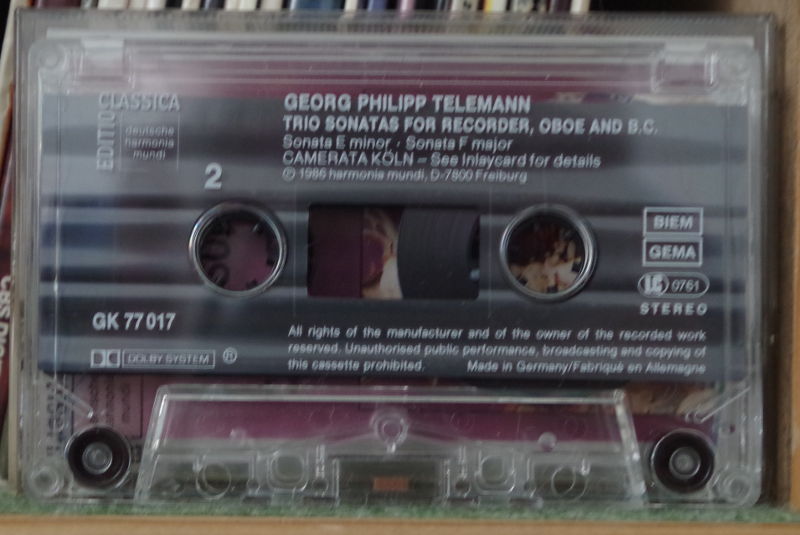 EDITIO CLASSICA
deutsche
harmonia
mundi
GEORG PHILIPP TELEMANN
TRIO SONATAS FOR RECORDER, OBOE AND B.C.
Sonata E minor · Sonata F major
CAMERATA KÖLN – See Inlaycard for details
℗ 1986 harmonia mundi, D-7800 Freiburg
2
BIEM
GEMA
LC 0761
STEREO
GK 77 017
DOLBY SYSTEM ®
All rights of the manufacturer and of the owner of the recorded work
reserved. Unauthorised public performance, broadcasting and copying of
this cassette prohibited. Made in Germany/Fabriqué en Allemagne
CBS